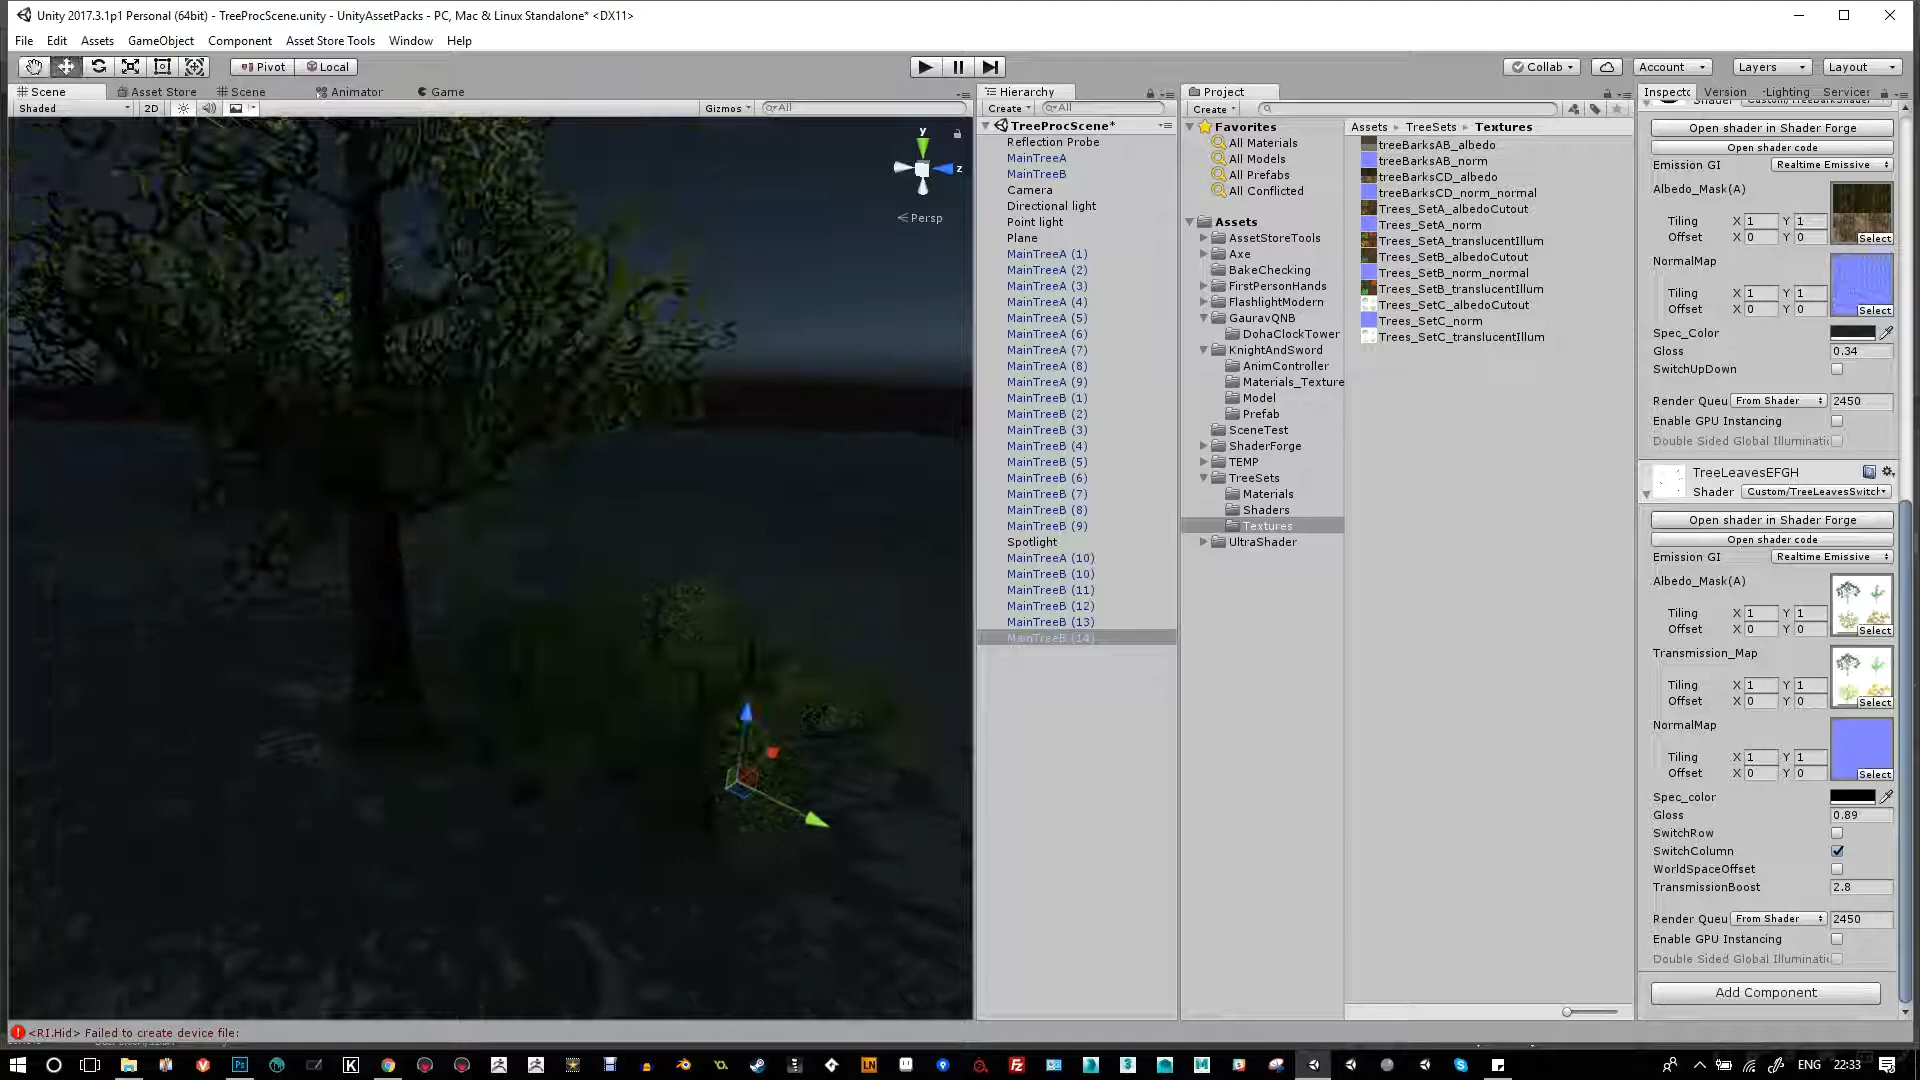 Unity 2017.3.1p1 Personal (64bit) - TreeProcScene.unity - UnityAssetPacks - PC, Mac & Linux Standalone* <DX11>
File Edit Assets GameObject Component Asset Store Tools Window Help
Pivot Local Collab Account Layers Layout
Scene Asset Store Scene Animator Game
Shaded 2D Gizmos All
y
z
Persp
Hierarchy
Create All
TreeProcScene*
Reflection Probe
MainTreeA
MainTreeB
Camera
Directional light
Point light
Plane
MainTreeA (1)
MainTreeA (2)
MainTreeA (3)
MainTreeA (4)
MainTreeA (5)
MainTreeA (6)
MainTreeA (7)
MainTreeA (8)
MainTreeA (9)
MainTreeB (1)
MainTreeB (2)
MainTreeB (3)
MainTreeB (4)
MainTreeB (5)
MainTreeB (6)
MainTreeB (7)
MainTreeB (8)
MainTreeB (9)
Spotlight
MainTreeA (10)
MainTreeB (10)
MainTreeB (11)
MainTreeB (12)
MainTreeB (13)
MainTreeB (14)
Project
Create
Favorites
All Materials
All Models
All Prefabs
All Conflicted
Assets
AssetStoreTools
Axe
BakeChecking
FirstPersonHands
FlashlightModern
GauravQNB
DohaClockTower
KnightAndSword
AnimController
Materials_Texture
Model
Prefab
SceneTest
ShaderForge
TEMP
TreeSets
Materials
Shaders
Textures
UltraShader
Assets TreeSets Textures
treeBarksAB_albedo
treeBarksAB_norm
treeBarksCD_albedo
treeBarksCD_norm_normal
Trees_SetA_albedoCutout
Trees_SetA_norm
Trees_SetA_translucentIllum
Trees_SetB_albedoCutout
Trees_SetB_norm_normal
Trees_SetB_translucentIllum
Trees_SetC_albedoCutout
Trees_SetC_norm
Trees_SetC_translucentIllum
Inspecto Version Lighting Services
Shader Custom/TreeBarkShader
Open shader in Shader Forge
Open shader code
Emission GI Realtime Emissive
Albedo_Mask(A)
Tiling X 1 Y 1
Offset X 0 Y 0 Select
NormalMap
Tiling X 1 Y 1
Offset X 0 Y 0 Select
Spec_Color
Gloss 0.34
SwitchUpDown
Render Queu From Shader 2450
Enable GPU Instancing
Double Sided Global Illuminati
TreeLeavesEFGH
Shader Custom/TreeLeavesSwitch
Open shader in Shader Forge
Open shader code
Emission GI Realtime Emissive
Albedo_Mask(A)
Tiling X 1 Y 1
Offset X 0 Y 0 Select
Transmission_Map
Tiling X 1 Y 1
Offset X 0 Y 0 Select
NormalMap
Tiling X 1 Y 1
Offset X 0 Y 0 Select
Spec_color
Gloss 0.89
SwitchRow
SwitchColumn
WorldSpaceOffset
TransmissionBoost 2.8
Render Queu From Shader 2450
Enable GPU Instancing
Double Sided Global Illuminati
Add Component
<RI.Hid> Failed to create device file:
ENG 22:33